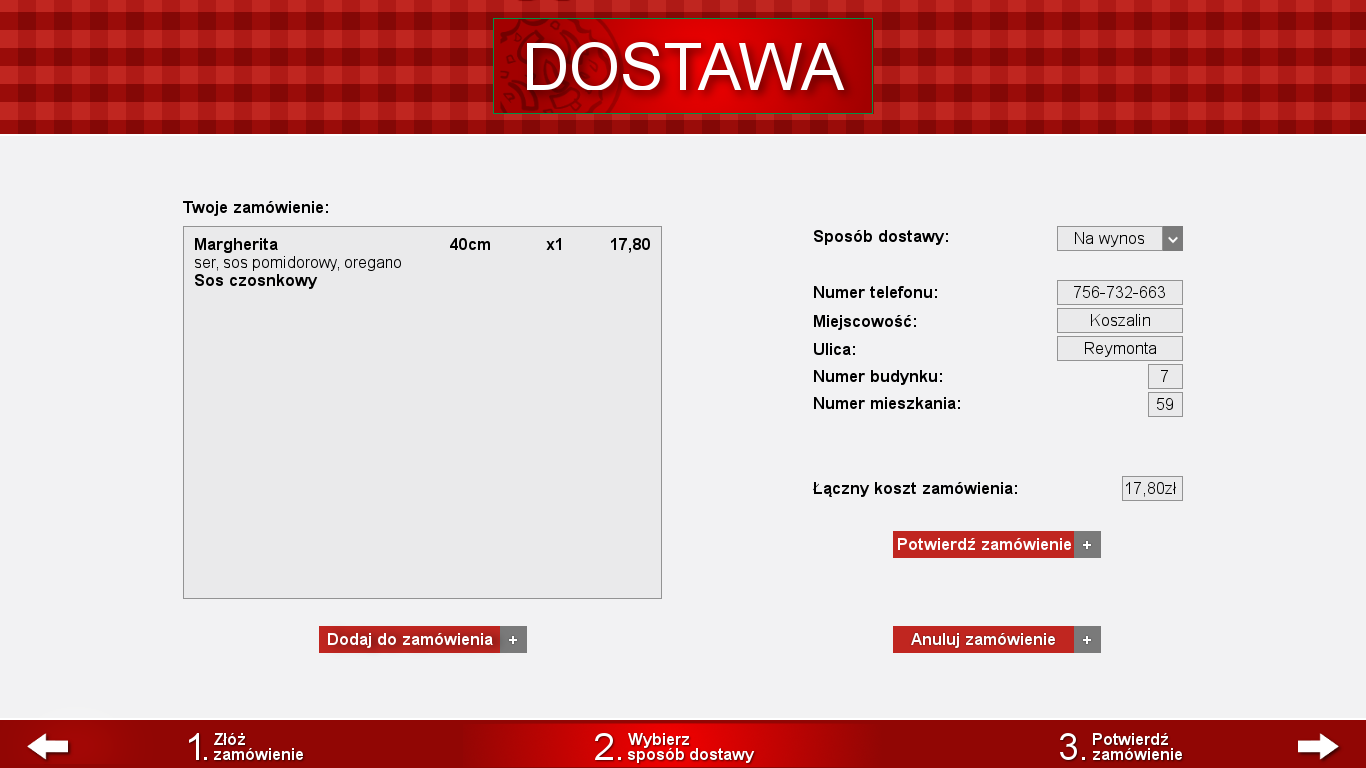 DOSTAWA
Twoje zamówienie:
Margherita 40cm x1 17,80
ser, sos pomidorowy, oregano
Sos czosnkowy
Dodaj do zamówienia +
Sposób dostawy: Na wynos
Numer telefonu: 756-732-663
Miejscowość: Koszalin
Ulica: Reymonta
Numer budynku: 7
Numer mieszkania: 59
Łączny koszt zamówienia: 17,80zł
Potwierdź zamówienie +
Anuluj zamówienie +
1. Złóż
zamówienie
2. Wybierz
sposób dostawy
3. Potwierdź
zamówienie